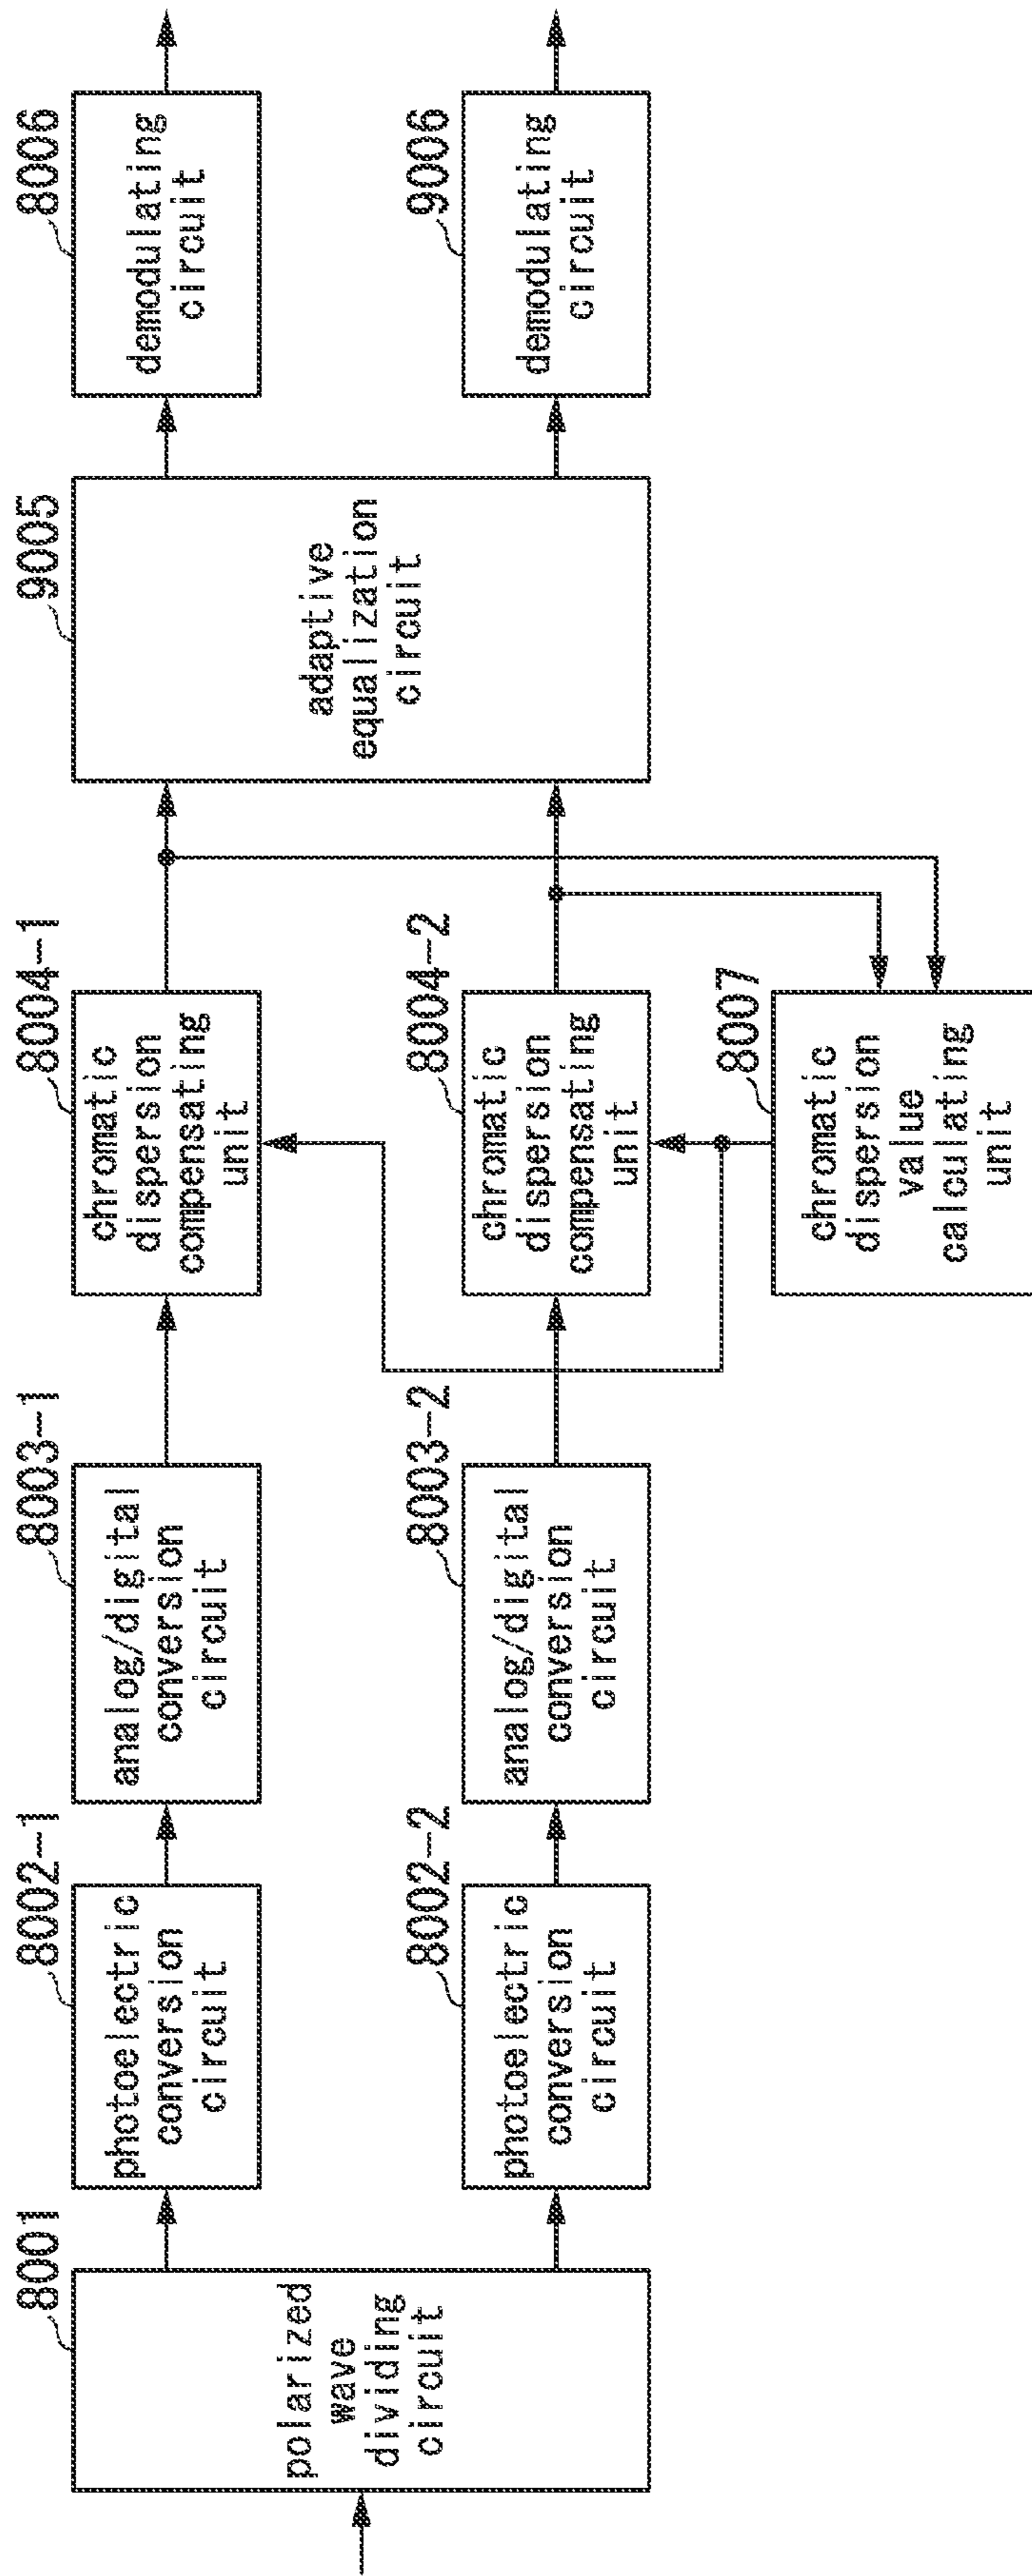 8001
polarized
wave
dividing
circuit
8002-1
photoelectric
conversion
circuit
8003-1
analog/digital
conversion
circuit
8004-1
chromatic
dispersion
compensating
unit
8002-2
photoelectric
conversion
circuit
8003-2
analog/digital
conversion
circuit
8004-2
chromatic
dispersion
compensating
unit
8007
chromatic
dispersion
value
calculating
unit
9005
adaptive
equalization
circuit
8006
demodulating
circuit
9006
demodulating
circuit